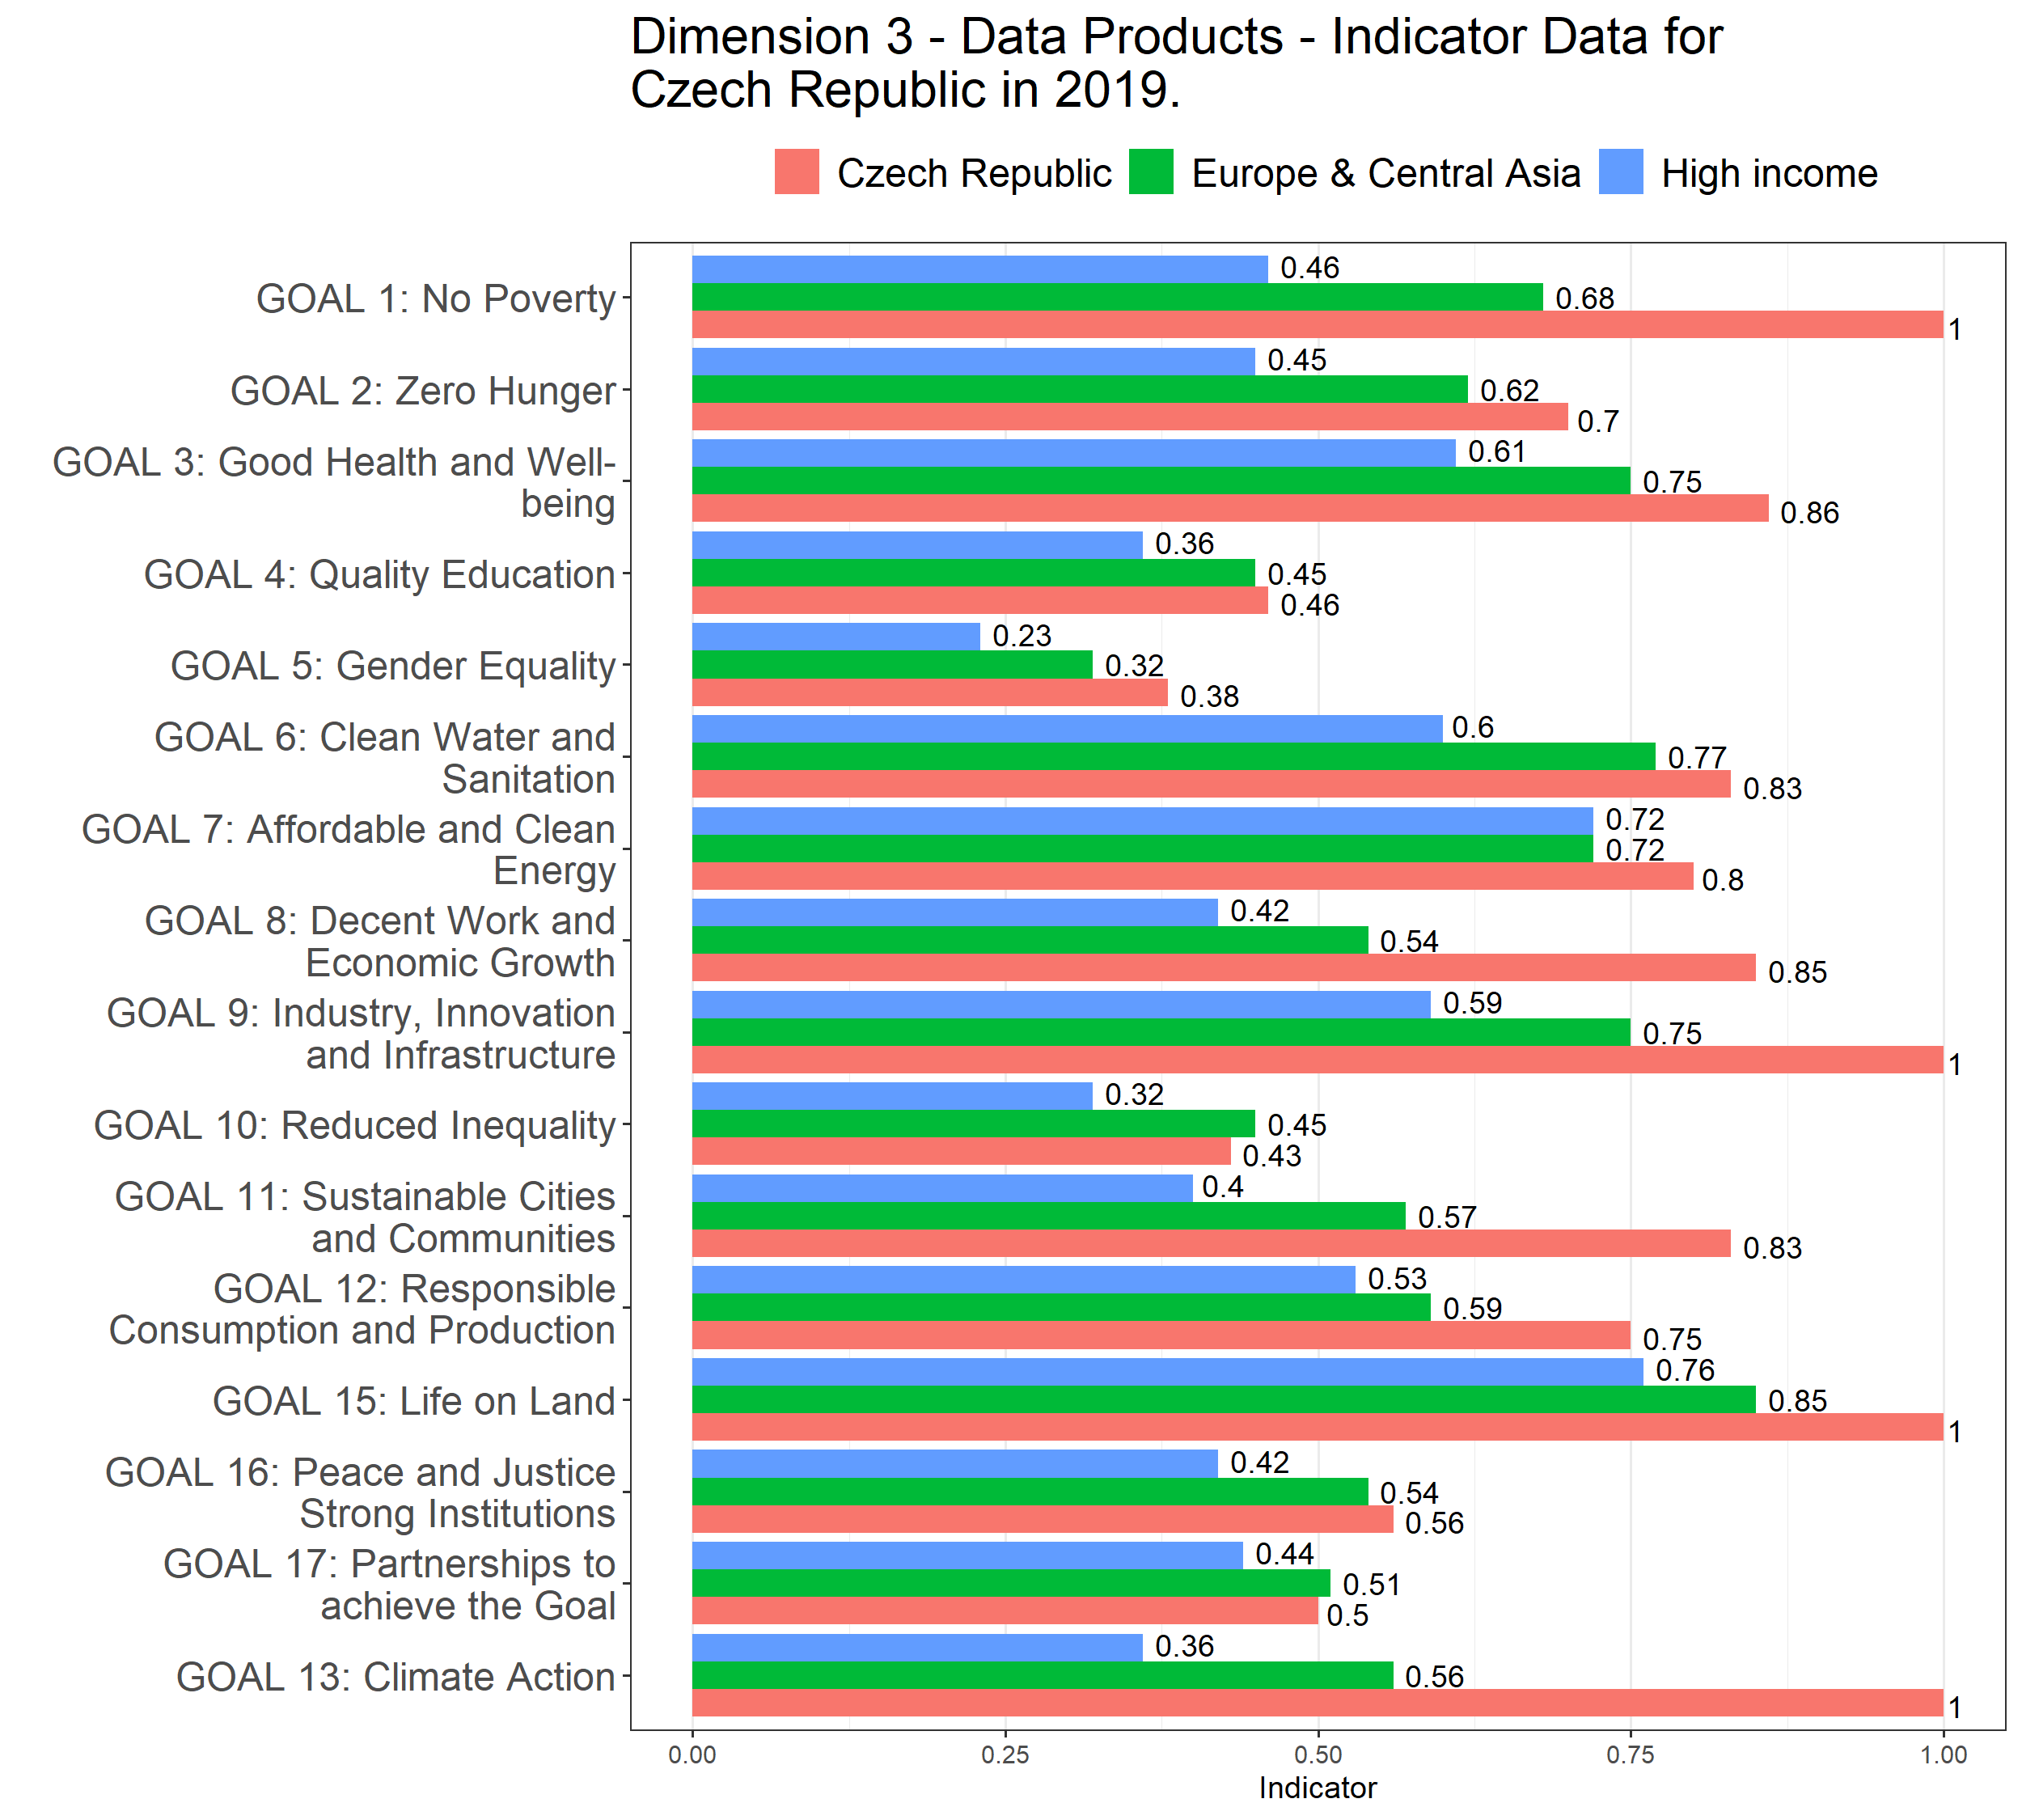 Dimension 3 - Data Products - Indicator Data for
Czech Republic in 2019.
Czech Republic
Europe & Central Asia
High income
GOAL 1: No Poverty
0.46
0.68
1
GOAL 2: Zero Hunger
0.45
0.62
0.7
GOAL 3: Good Health and Well-
being
0.61
0.75
0.86
GOAL 4: Quality Education
0.36
0.45
0.46
GOAL 5: Gender Equality
0.23
0.32
0.38
GOAL 6: Clean Water and
Sanitation
0.6
0.77
0.83
GOAL 7: Affordable and Clean
Energy
0.72
0.72
0.8
GOAL 8: Decent Work and
Economic Growth
0.42
0.54
0.85
GOAL 9: Industry, Innovation
and Infrastructure
0.59
0.75
1
GOAL 10: Reduced Inequality
0.32
0.45
0.43
GOAL 11: Sustainable Cities
and Communities
0.4
0.57
0.83
GOAL 12: Responsible
Consumption and Production
0.53
0.59
0.75
GOAL 15: Life on Land
0.76
0.85
1
GOAL 16: Peace and Justice
Strong Institutions
0.42
0.54
0.56
GOAL 17: Partnerships to
achieve the Goal
0.44
0.51
0.5
GOAL 13: Climate Action
0.36
0.56
1
0.00 0.25 0.50 0.75 1.00
Indicator